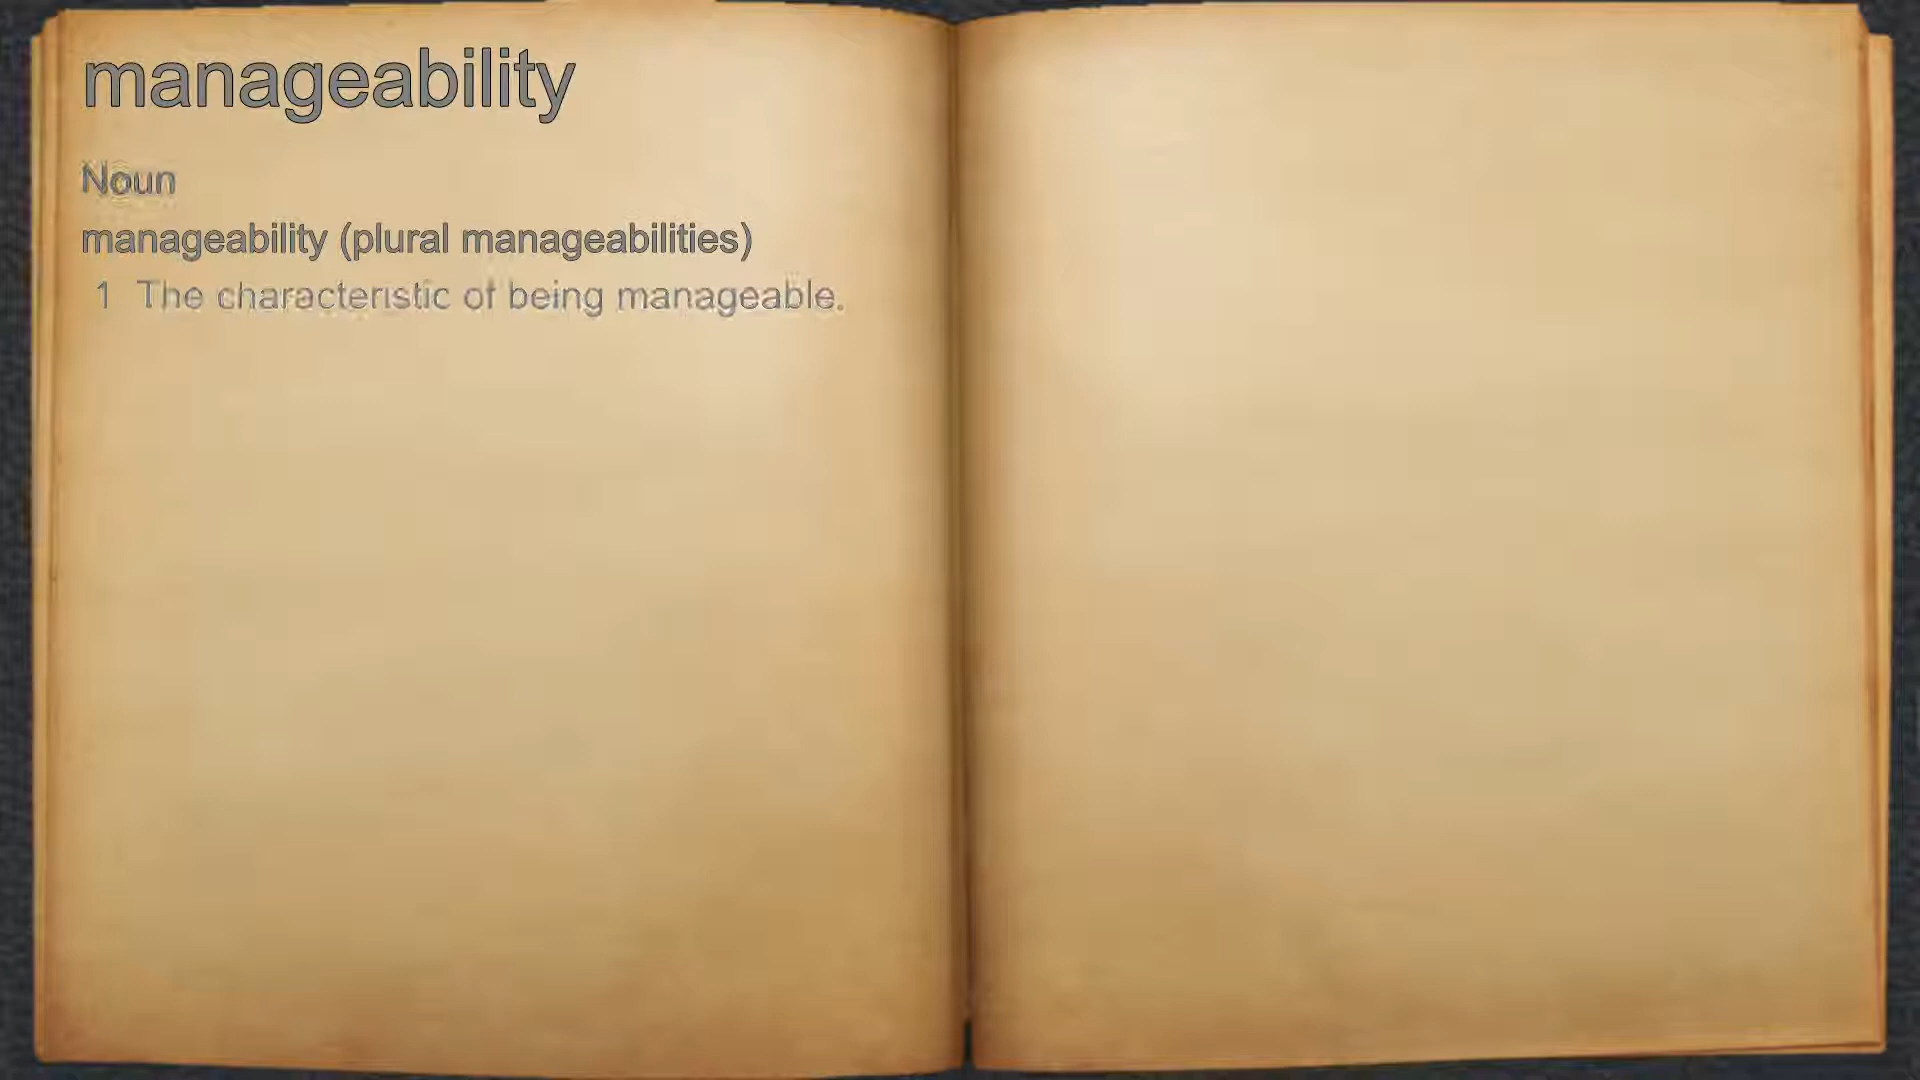 manageability
Noun
manageability (plural manageabilities)
1 The characteristic of being manageable.